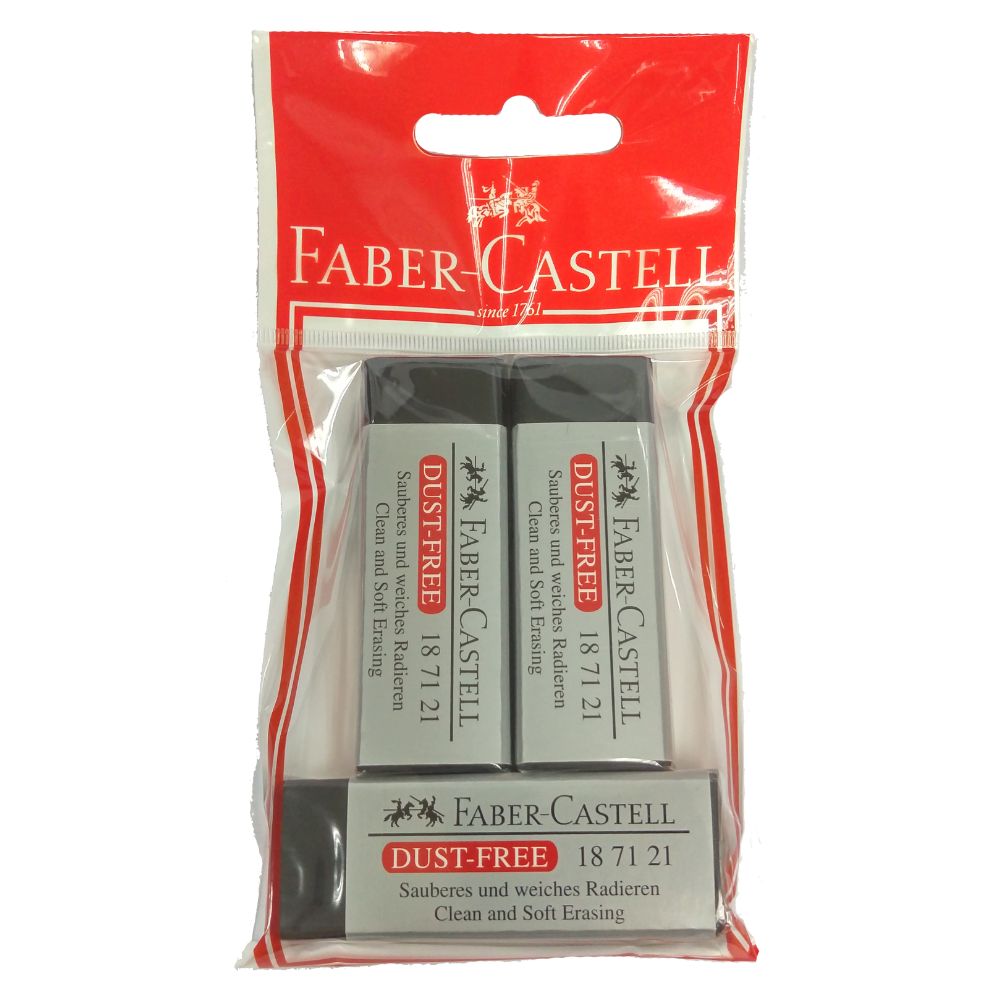 FABER-CASTELL
since 1761
FABER-CASTELL
DUST-FREE 18 71 21
Sauberes und weiches Radieren
Clean and Soft Erasing
FABER-CASTELL
DUST-FREE 18 71 21
Sauberes und weiches Radieren
Clean and Soft Erasing
FABER-CASTELL
DUST-FREE 18 71 21
Sauberes und weiches Radieren
Clean and Soft Erasing